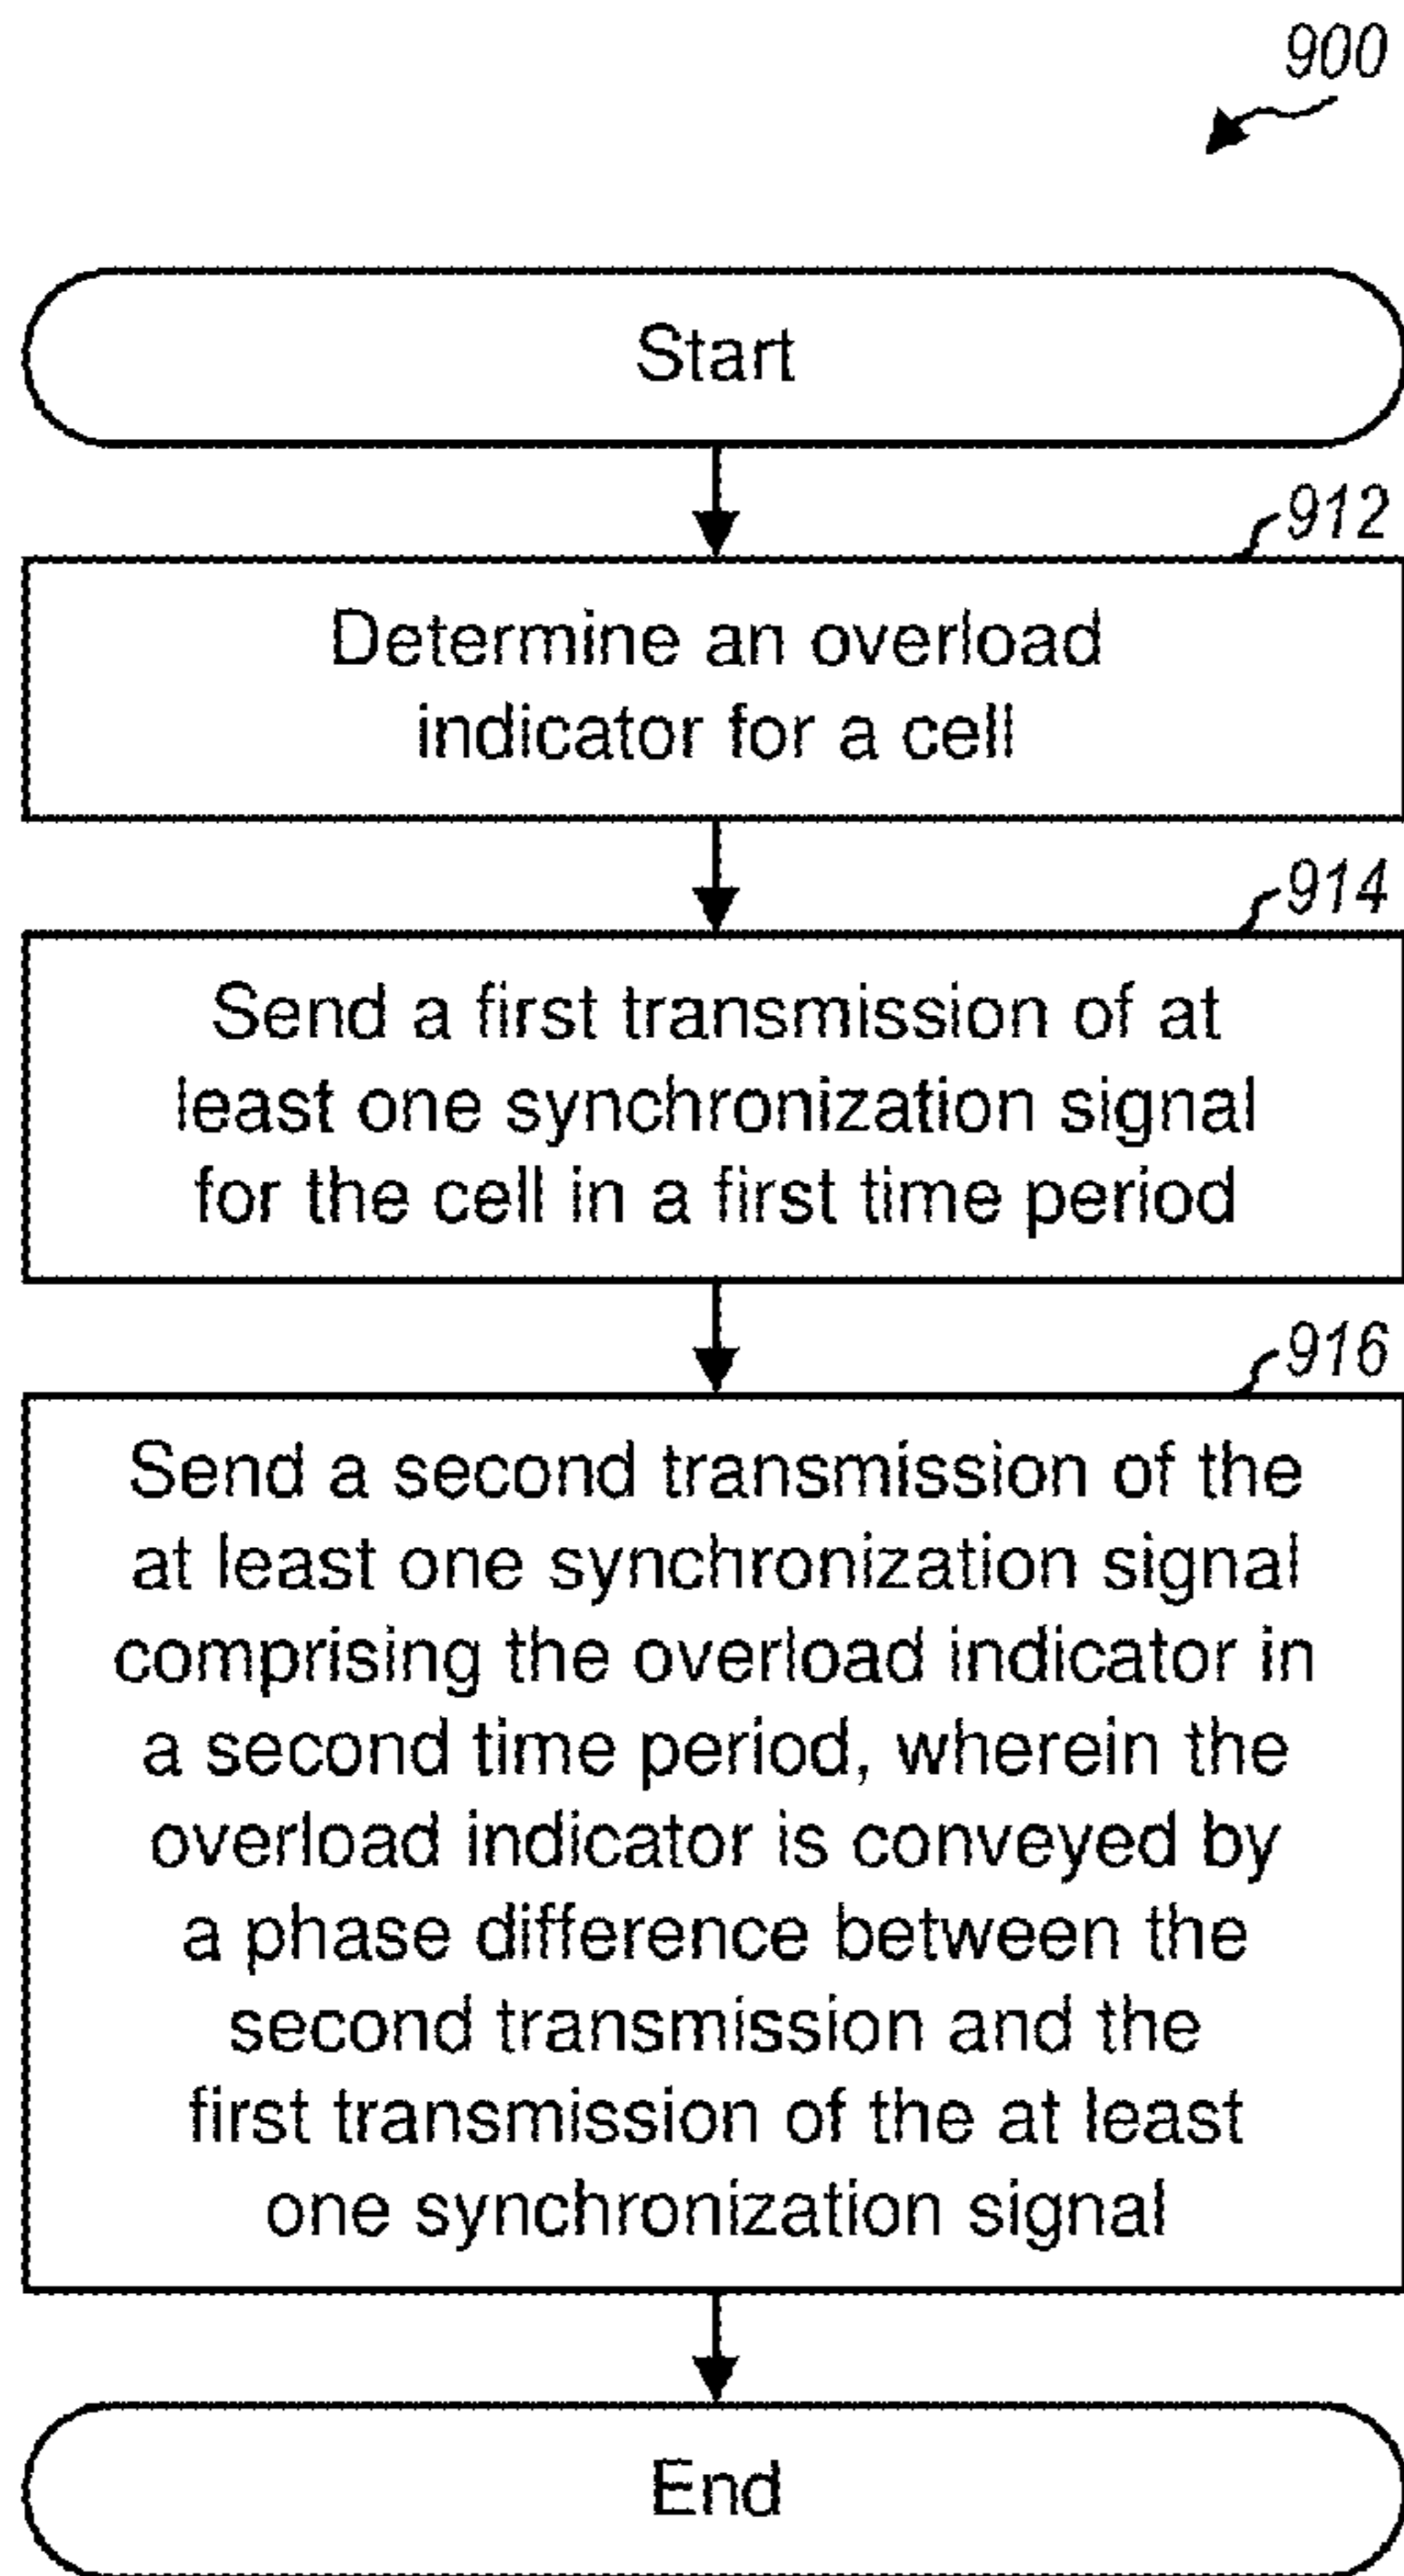 900
Start
912
Determine an overload
indicator for a cell
914
Send a first transmission of at
least one synchronization signal
for the cell in a first time period
916
Send a second transmission of the
at least one synchronization signal
comprising the overload indicator in
a second time period, wherein the
overload indicator is conveyed by
a phase difference between the
second transmission and the
first transmission of the at least
one synchronization signal
End